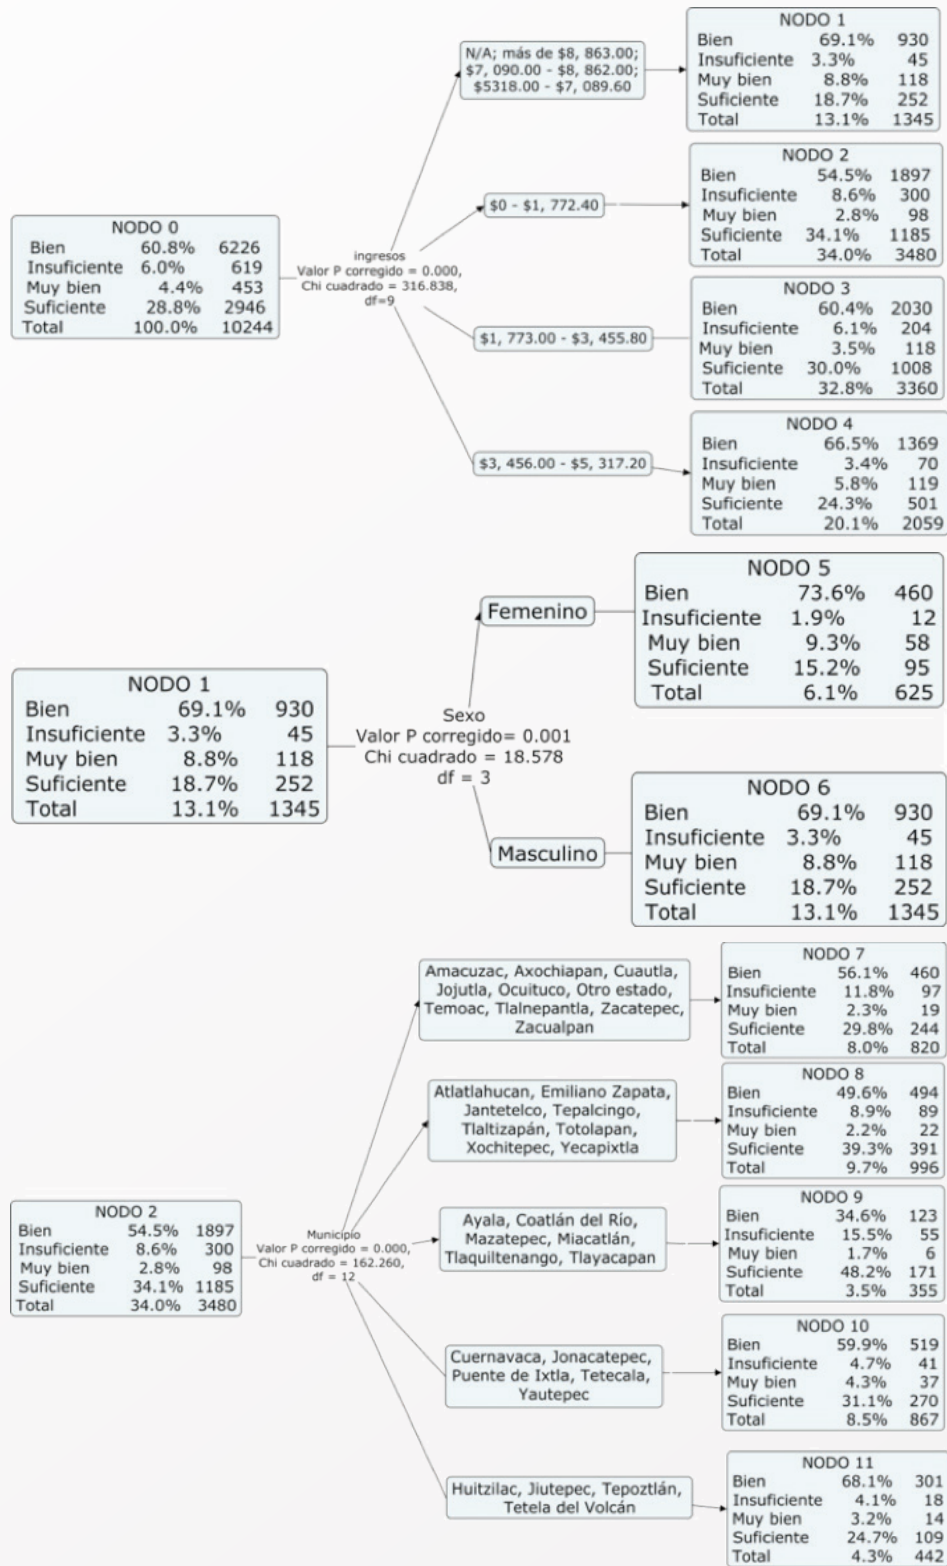 NODO 0
Bien 60.8% 6226
Insuficiente 6.0% 619
Muy bien 4.4% 453
Suficiente 28.8% 2946
Total 100.0% 10244
ingresos
Valor P corregido = 0.000,
Chi cuadrado = 316.838,
df=9
N/A; más de $8, 863.00;
$7, 090.00 - $8, 862.00;
$5318.00 - $7, 089.60
NODO 1
Bien 69.1% 930
Insuficiente 3.3% 45
Muy bien 8.8% 118
Suficiente 18.7% 252
Total 13.1% 1345
$0 - $1, 772.40
NODO 2
Bien 54.5% 1897
Insuficiente 8.6% 300
Muy bien 2.8% 98
Suficiente 34.1% 1185
Total 34.0% 3480
$1, 773.00 - $3, 455.80
NODO 3
Bien 60.4% 2030
Insuficiente 6.1% 204
Muy bien 3.5% 118
Suficiente 30.0% 1008
Total 32.8% 3360
$3, 456.00 - $5, 317.20
NODO 4
Bien 66.5% 1369
Insuficiente 3.4% 70
Muy bien 5.8% 119
Suficiente 24.3% 501
Total 20.1% 2059
NODO 1
Bien 69.1% 930
Insuficiente 3.3% 45
Muy bien 8.8% 118
Suficiente 18.7% 252
Total 13.1% 1345
Sexo
Valor P corregido= 0.001
Chi cuadrado = 18.578
df = 3
Femenino
NODO 5
Bien 73.6% 460
Insuficiente 1.9% 12
Muy bien 9.3% 58
Suficiente 15.2% 95
Total 6.1% 625
Masculino
NODO 6
Bien 69.1% 930
Insuficiente 3.3% 45
Muy bien 8.8% 118
Suficiente 18.7% 252
Total 13.1% 1345
NODO 2
Bien 54.5% 1897
Insuficiente 8.6% 300
Muy bien 2.8% 98
Suficiente 34.1% 1185
Total 34.0% 3480
Municipio
Valor P corregido = 0.000,
Chi cuadrado = 162.260,
df = 12
Amacuzac, Axochiapan, Cuautla,
Jojutla, Ocuituco, Otro estado,
Temoac, Tlalnepantla, Zacatepec,
Zacualpan
NODO 7
Bien 56.1% 460
Insuficiente 11.8% 97
Muy bien 2.3% 19
Suficiente 29.8% 244
Total 8.0% 820
Atlatlahucan, Emiliano Zapata,
Jantetelco, Tepalcingo,
Tlaltizapán, Totolapan,
Xochitepec, Yecapixtla
NODO 8
Bien 49.6% 494
Insuficiente 8.9% 89
Muy bien 2.2% 22
Suficiente 39.3% 391
Total 9.7% 996
Ayala, Coatlán del Río,
Mazatepec, Miacatlán,
Tlaquiltenango, Tlayacapan
NODO 9
Bien 34.6% 123
Insuficiente 15.5% 55
Muy bien 1.7% 6
Suficiente 48.2% 171
Total 3.5% 355
Cuernavaca, Jonacatepec,
Puente de Ixtla, Tetecala,
Yautepec
NODO 10
Bien 59.9% 519
Insuficiente 4.7% 41
Muy bien 4.3% 37
Suficiente 31.1% 270
Total 8.5% 867
Huitzilac, Jiutepec, Tepoztlán,
Tetela del Volcán
NODO 11
Bien 68.1% 301
Insuficiente 4.1% 18
Muy bien 3.2% 14
Suficiente 24.7% 109
Total 4.3% 442